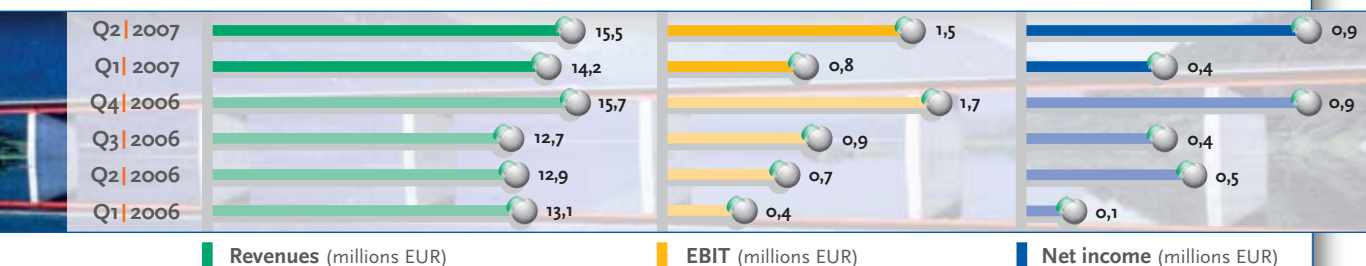 Q2|2007 15,5 1,5 0,9
Q1|2007 14,2 0,8 0,4
Q4|2006 15,7 1,7 0,9
Q3|2006 12,7 0,9 0,4
Q2|2006 12,9 0,7 0,5
Q1|2006 13,1 0,4 0,1
Revenues (millions EUR) EBIT (millions EUR) Net income (millions EUR)